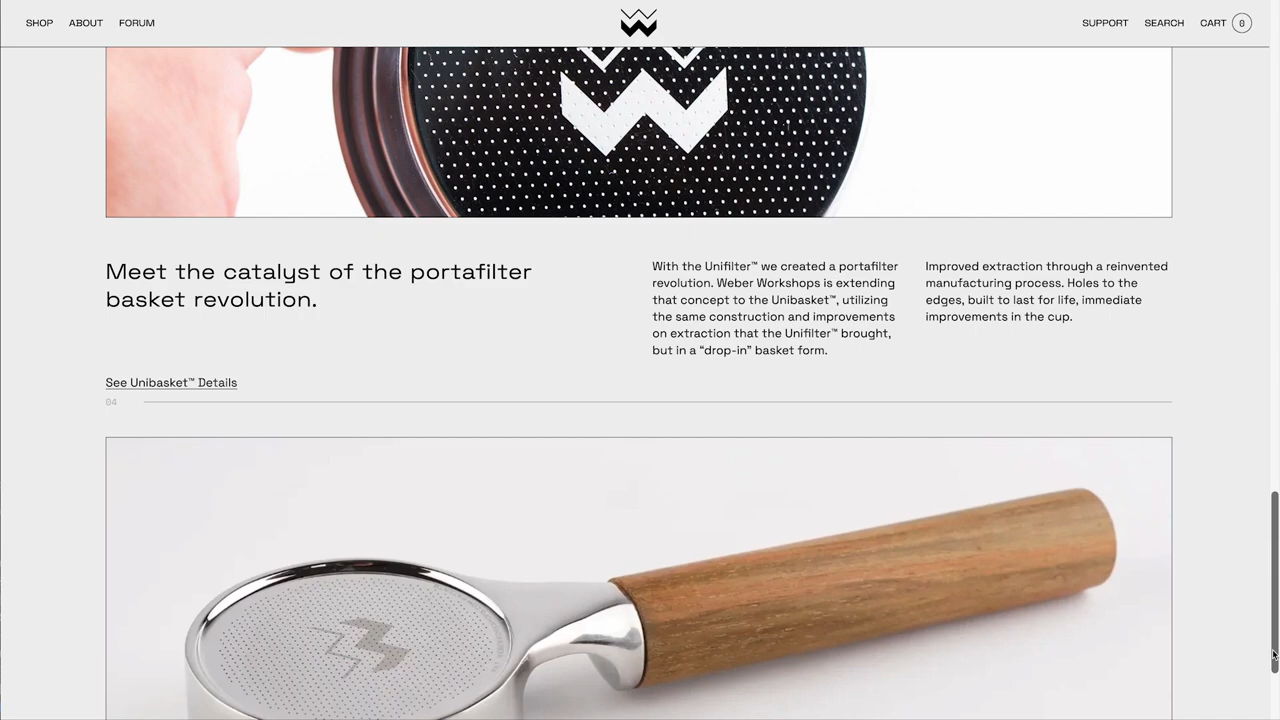 SHOP ABOUT FORUM
SUPPORT SEARCH CART 0
Meet the catalyst of the portafilter
basket revolution.
With the Unifilter™ we created a portafilter
revolution. Weber Workshops is extending
that concept to the Unibasket™, utilizing
the same construction and improvements
on extraction that the Unifilter™ brought,
but in a “drop-in” basket form.
Improved extraction through a reinvented
manufacturing process. Holes to the
edges, built to last for life, immediate
improvements in the cup.
See Unibasket™ Details
04